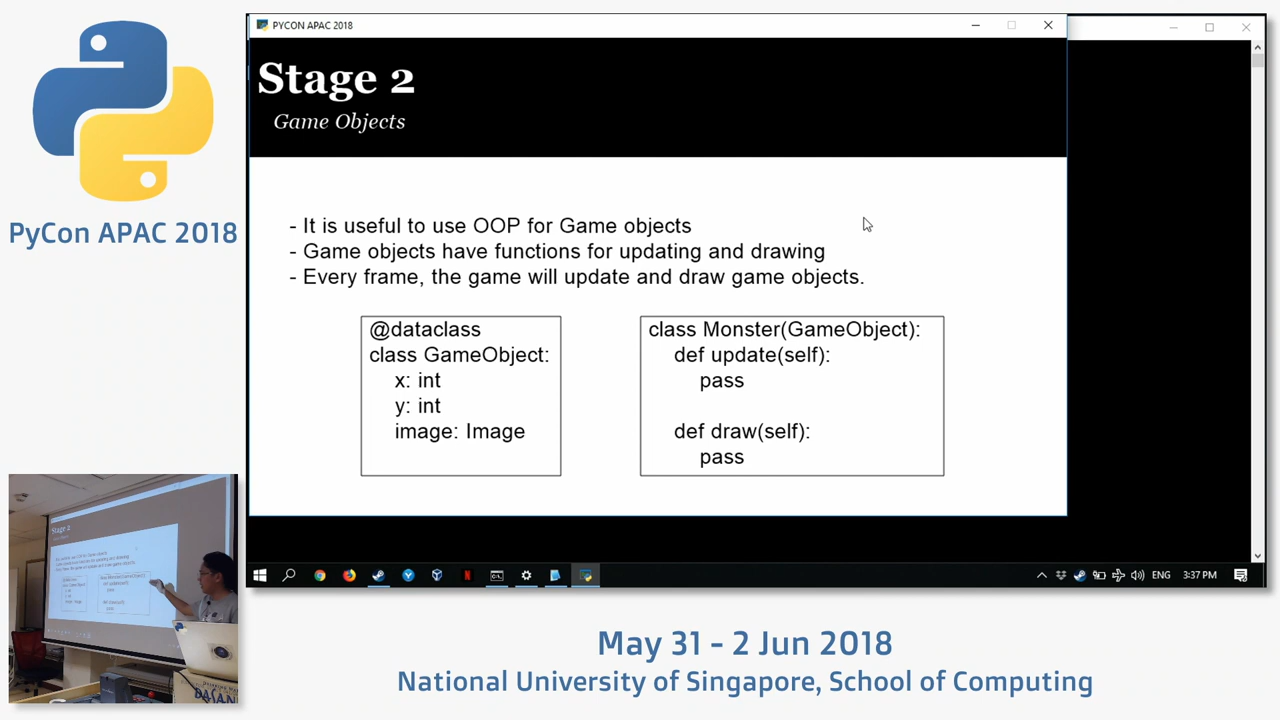 PYCON APAC 2018
Stage 2
Game Objects
- It is useful to use OOP for Game objects
- Game objects have functions for updating and drawing
- Every frame, the game will update and draw game objects.
@dataclass
class GameObject:
x: int
y: int
image: Image
class Monster(GameObject):
def update(self):
pass
def draw(self):
pass
PyCon APAC 2018
Stage 2
ENG
3:37 PM
May 31 - 2 Jun 2018
National University of Singapore, School of Computing